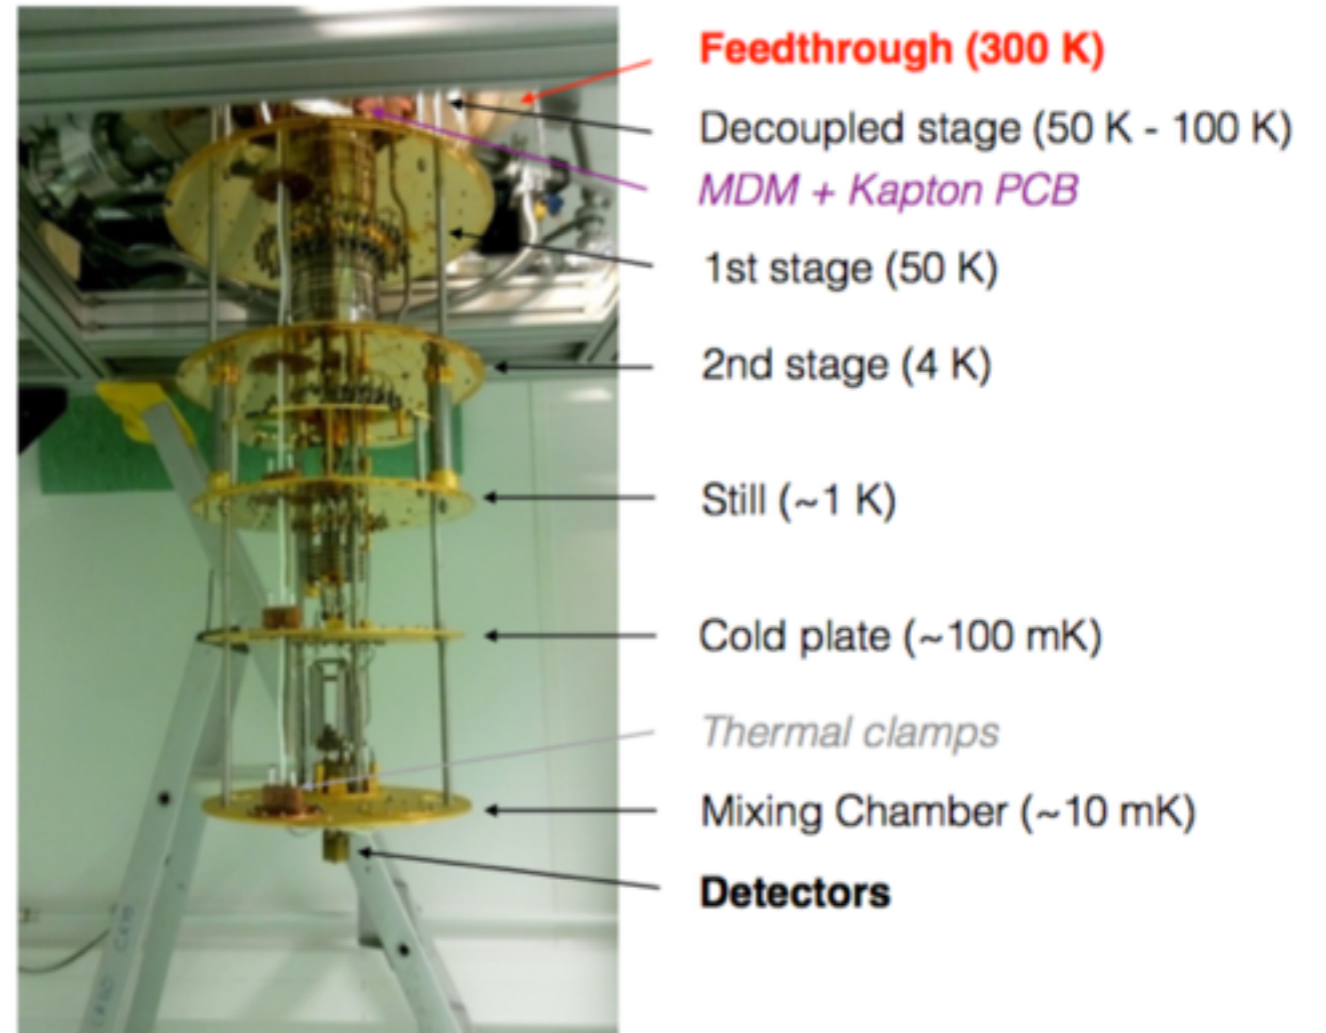 Feedthrough (300 K)
Decoupled stage (50 K - 100 K)
MDM + Kapton PCB
1st stage (50 K)
2nd stage (4 K)
Still (~1 K)
Cold plate (~100 mK)
Thermal clamps
Mixing Chamber (~10 mK)
Detectors